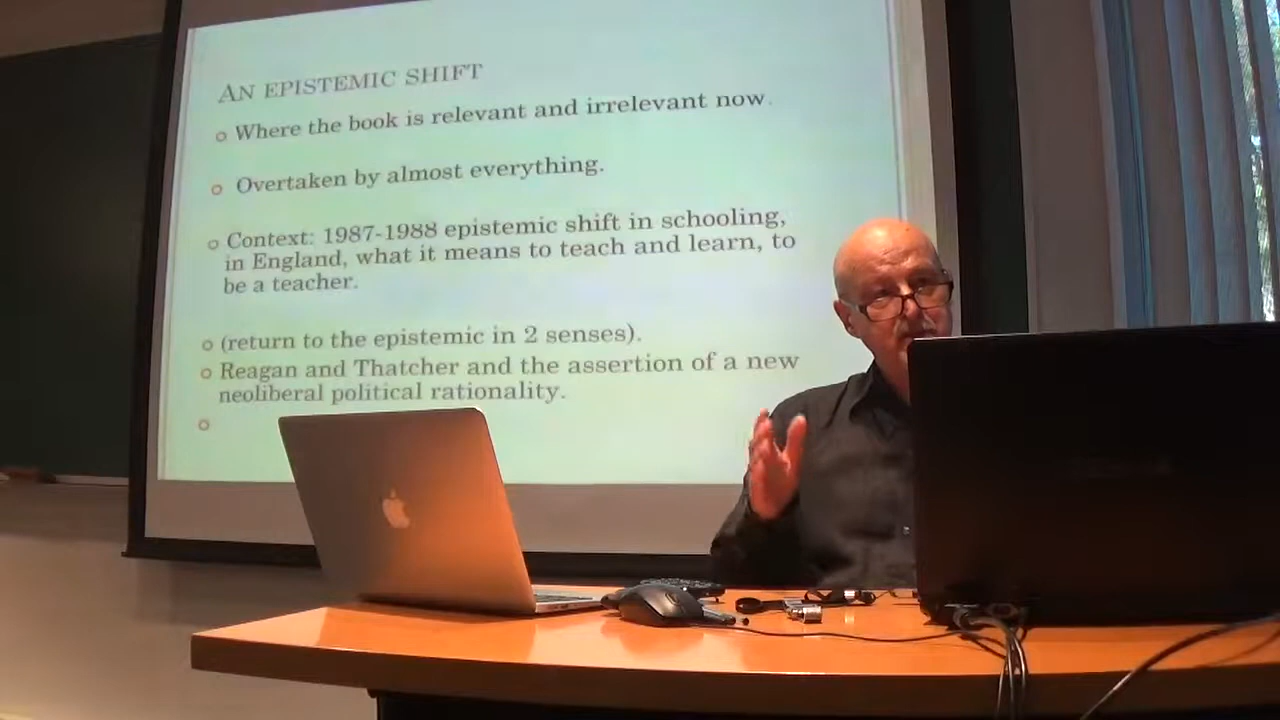 AN EPISTEMIC SHIFT
Where the book is relevant and irrelevant now.
Overtaken by almost everything.
Context: 1987-1988 epistemic shift in schooling,
in England, what it means to teach and learn, to
be a teacher.
(return to the epistemic in 2 senses).
Reagan and Thatcher and the assertion of a new
neoliberal political rationality.